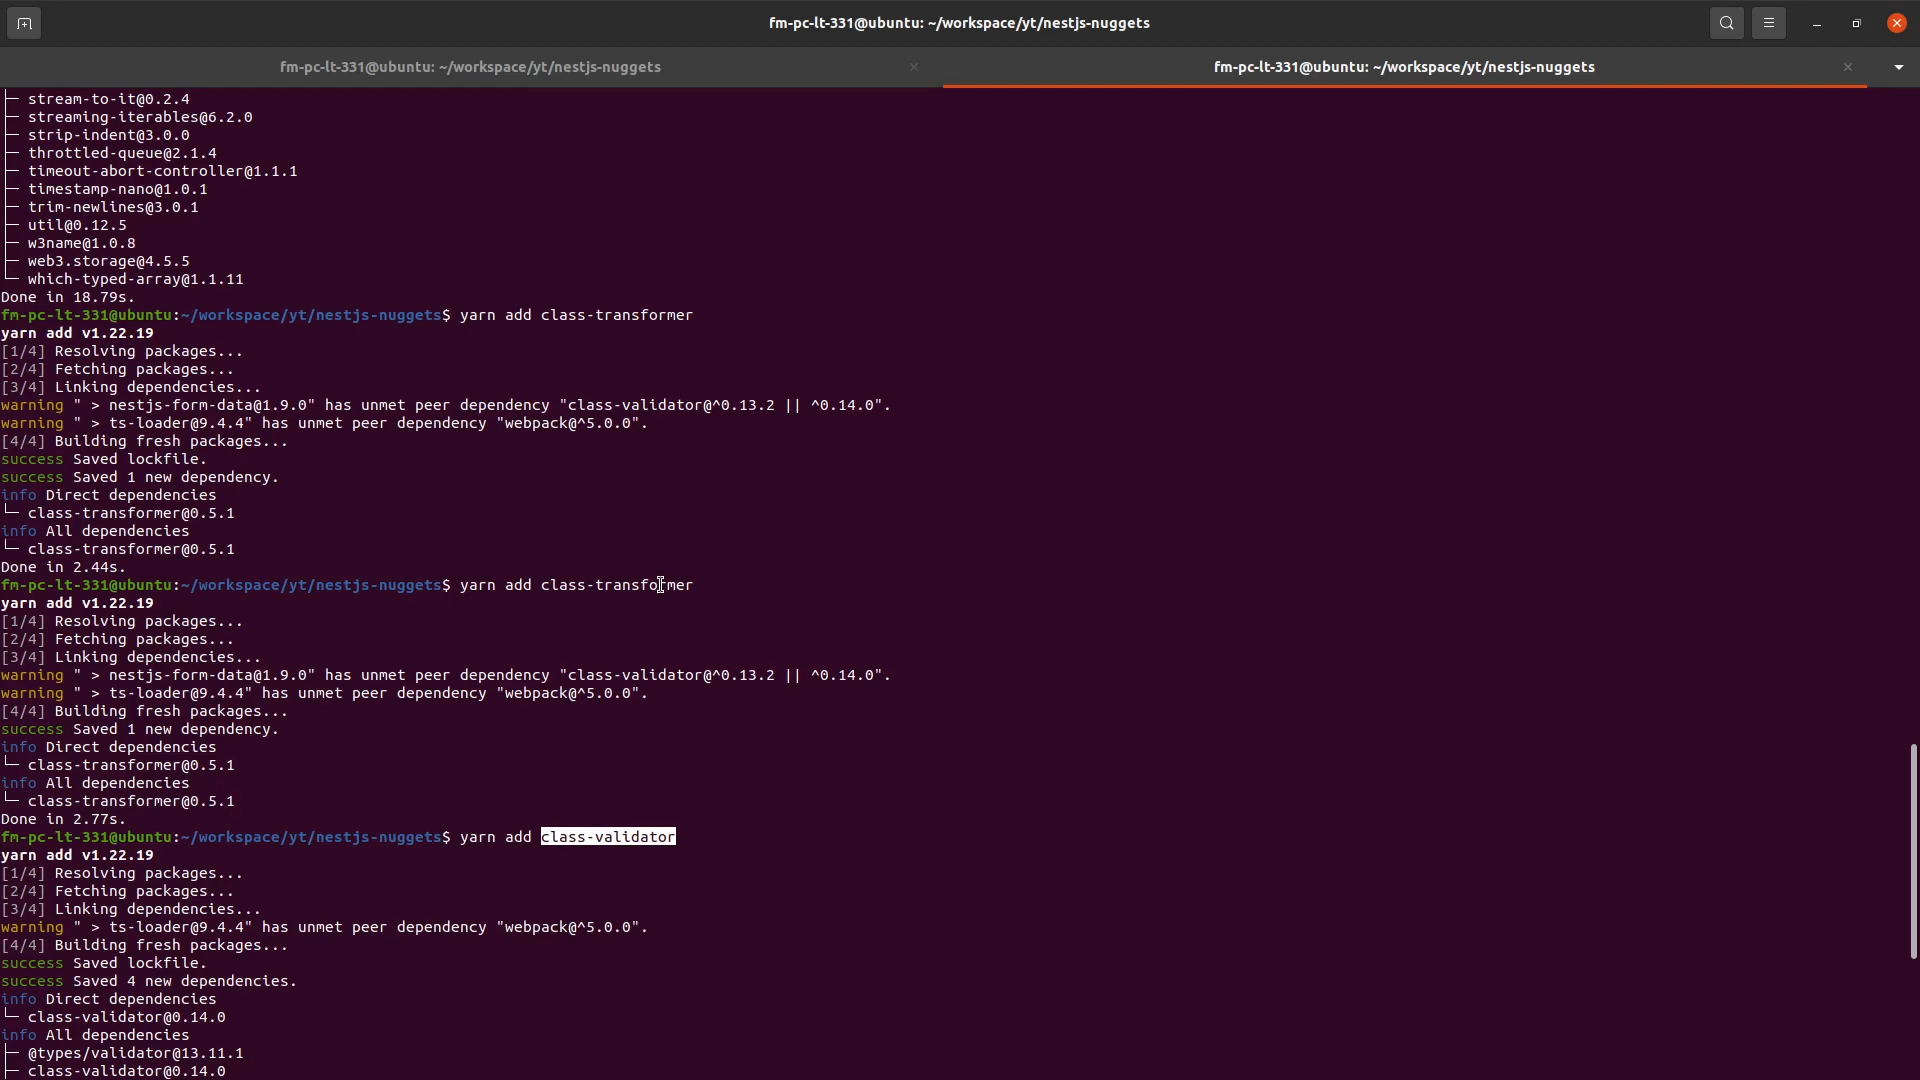 fm-pc-lt-331@ubuntu: ~/workspace/yt/nestjs-nuggets
fm-pc-lt-331@ubuntu: ~/workspace/yt/nestjs-nuggets
fm-pc-lt-331@ubuntu: ~/workspace/yt/nestjs-nuggets
├─ stream-to-it@0.2.4
├─ streaming-iterables@6.2.0
├─ strip-indent@3.0.0
├─ throttled-queue@2.1.4
├─ timeout-abort-controller@1.1.1
├─ timestamp-nano@1.0.1
├─ trim-newlines@3.0.1
├─ util@0.12.5
├─ w3name@1.0.8
├─ web3.storage@4.5.5
└─ which-typed-array@1.1.11
Done in 18.79s.
fm-pc-lt-331@ubuntu:~/workspace/yt/nestjs-nuggets$ yarn add class-transformer
yarn add v1.22.19
[1/4] Resolving packages...
[2/4] Fetching packages...
[3/4] Linking dependencies...
warning " > nestjs-form-data@1.9.0" has unmet peer dependency "class-validator@^0.13.2 || ^0.14.0".
warning " > ts-loader@9.4.4" has unmet peer dependency "webpack@^5.0.0".
[4/4] Building fresh packages...
success Saved lockfile.
success Saved 1 new dependency.
info Direct dependencies
└─ class-transformer@0.5.1
info All dependencies
└─ class-transformer@0.5.1
Done in 2.44s.
fm-pc-lt-331@ubuntu:~/workspace/yt/nestjs-nuggets$ yarn add class-transformer
yarn add v1.22.19
[1/4] Resolving packages...
[2/4] Fetching packages...
[3/4] Linking dependencies...
warning " > nestjs-form-data@1.9.0" has unmet peer dependency "class-validator@^0.13.2 || ^0.14.0".
warning " > ts-loader@9.4.4" has unmet peer dependency "webpack@^5.0.0".
[4/4] Building fresh packages...
success Saved 1 new dependency.
info Direct dependencies
└─ class-transformer@0.5.1
info All dependencies
└─ class-transformer@0.5.1
Done in 2.77s.
fm-pc-lt-331@ubuntu:~/workspace/yt/nestjs-nuggets$ yarn add class-validator
yarn add v1.22.19
[1/4] Resolving packages...
[2/4] Fetching packages...
[3/4] Linking dependencies...
warning " > ts-loader@9.4.4" has unmet peer dependency "webpack@^5.0.0".
[4/4] Building fresh packages...
success Saved lockfile.
success Saved 4 new dependencies.
info Direct dependencies
└─ class-validator@0.14.0
info All dependencies
├─ @types/validator@13.11.1
├─ class-validator@0.14.0